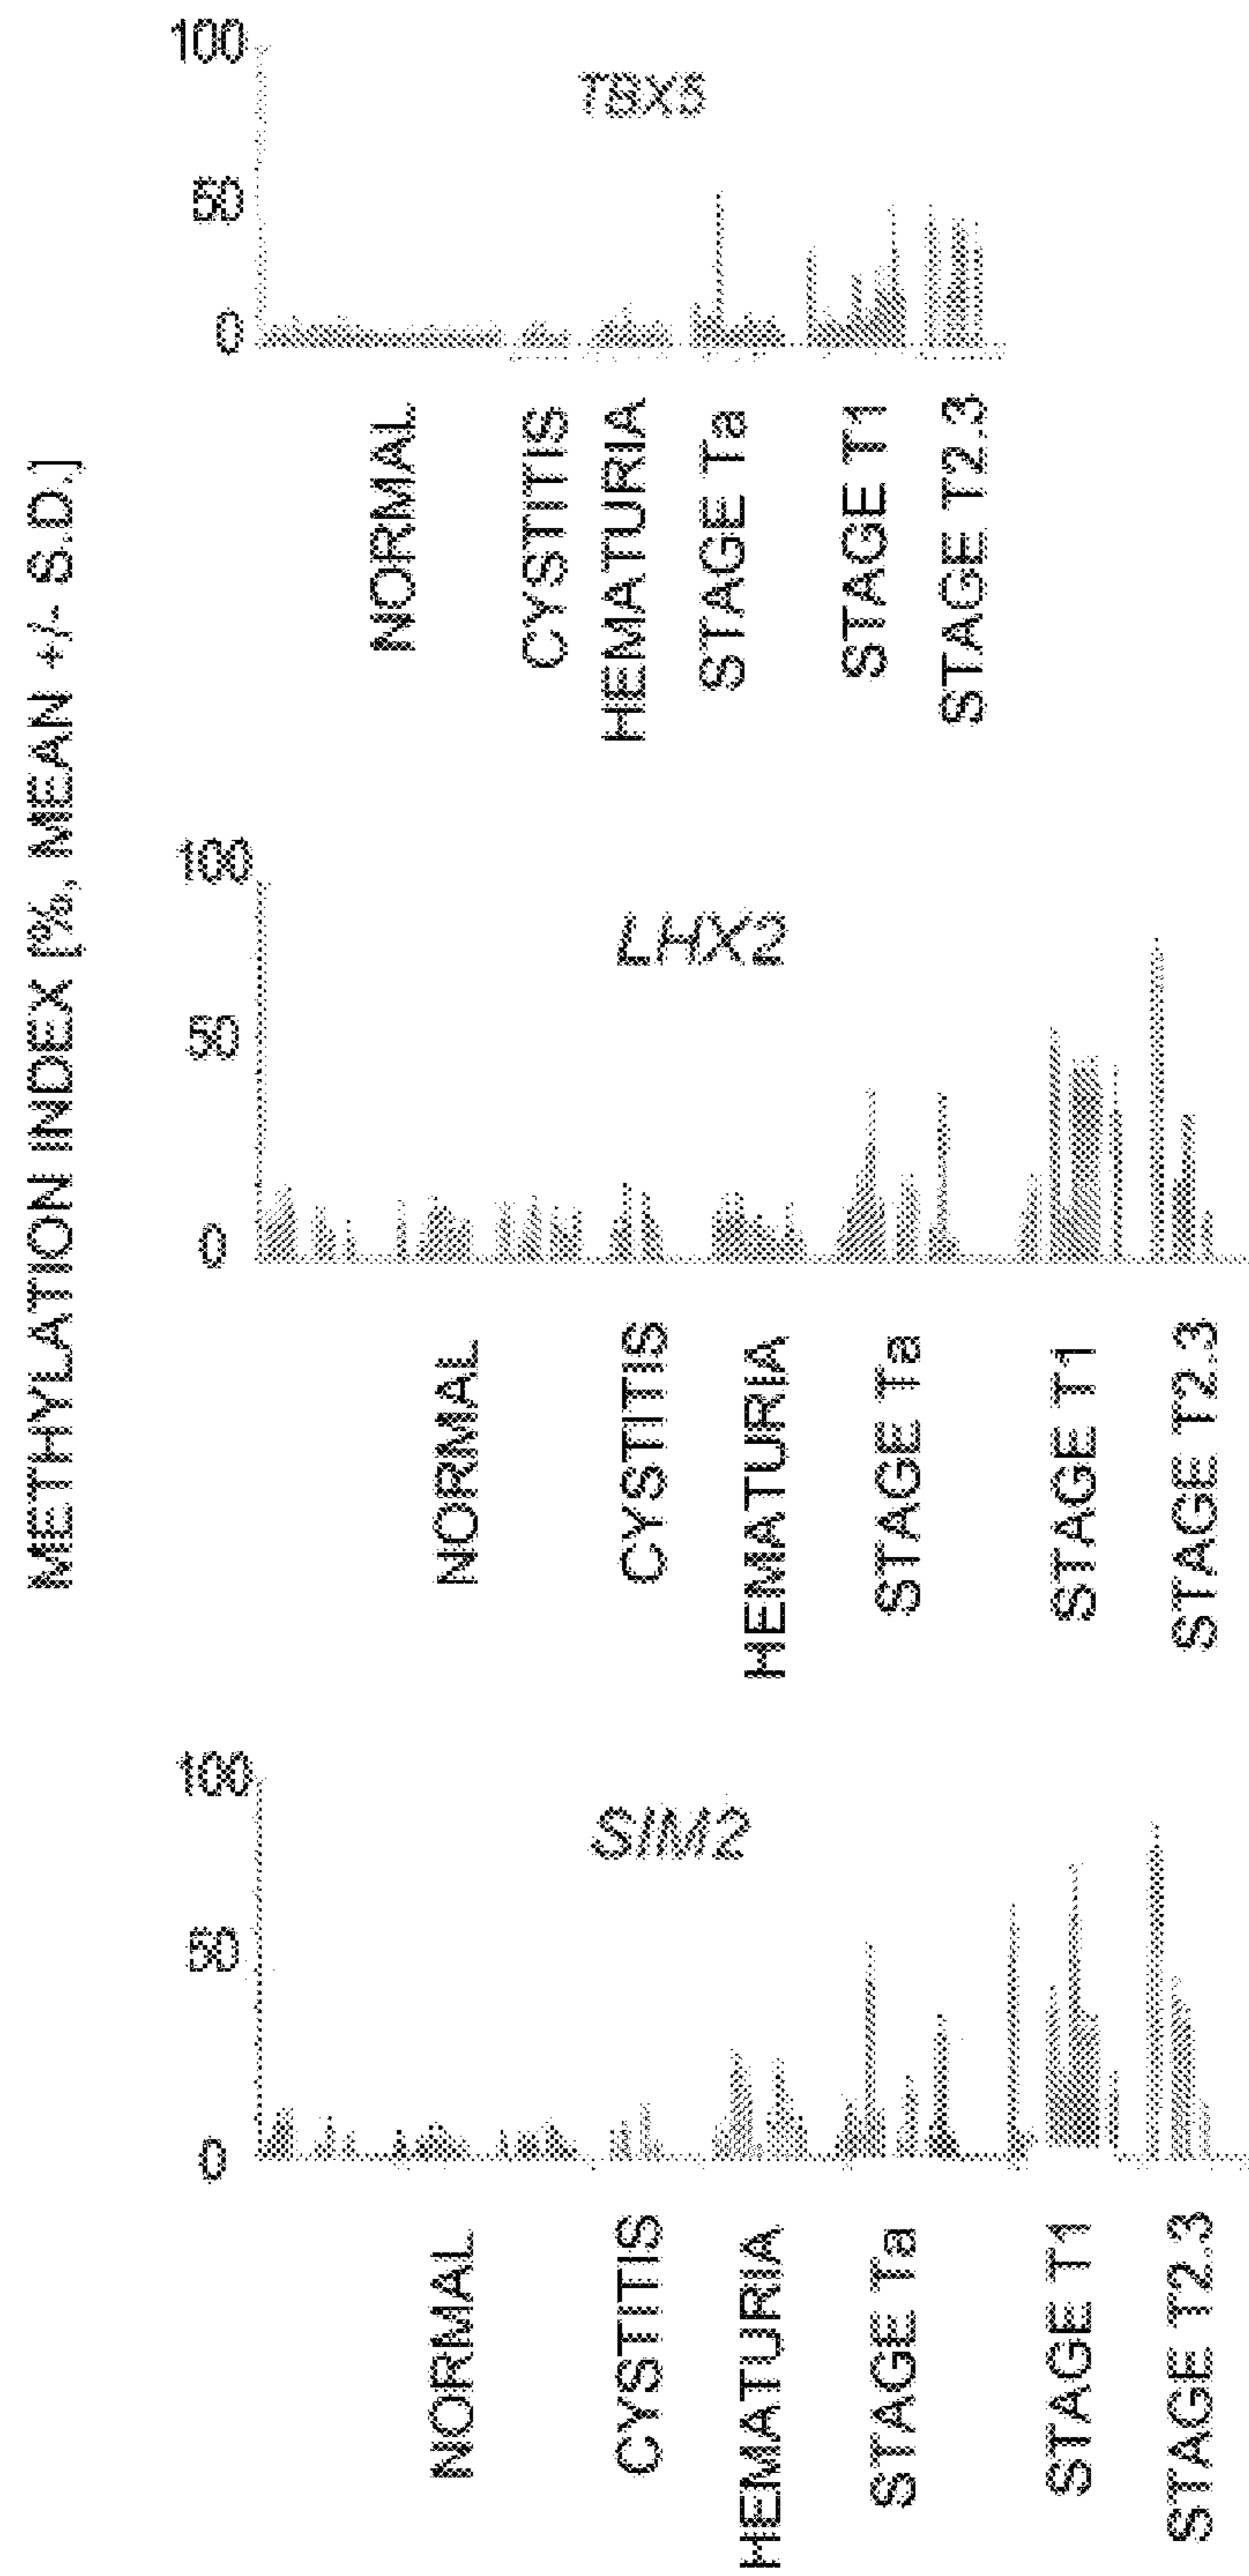 METHYLATION INDEX [%, MEAN +/- S.D.]
100
TBX5
50
0
NORMAL
CYSTITIS
HEMATURIA
STAGE Ta
STAGE T1
STAGE T2.3
100
LHX2
50
0
NORMAL
CYSTITIS
HEMATURIA
STAGE Ta
STAGE T1
STAGE T2.3
100
SIM2
50
0
NORMAL
CYSTITIS
HEMATURIA
STAGE Ta
STAGE T1
STAGE T2.3